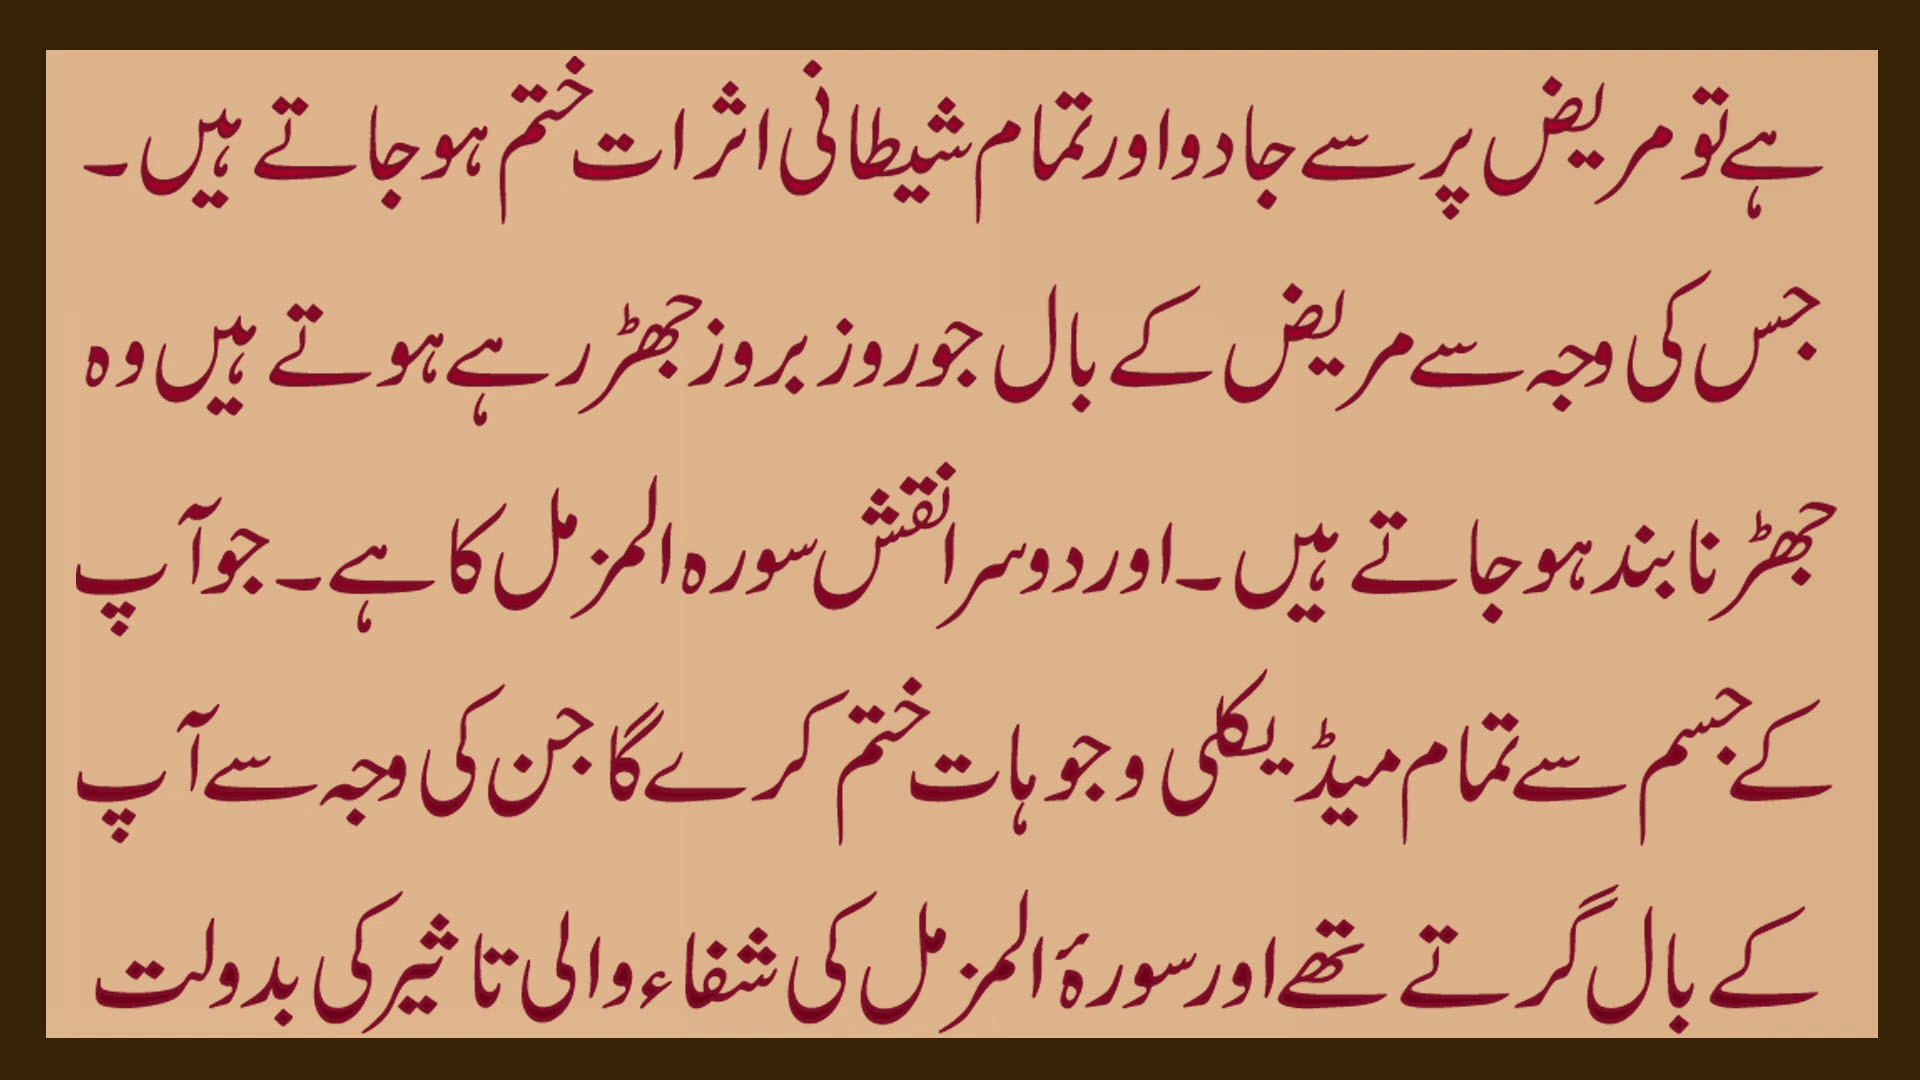 ہے تو مریض پر سے جادو اور تمام شیطانی اثرات ختم ہو جاتے ہیں۔
جس کی وجہ سے مریض کے بال جو روز بروز جھڑ رہے ہوتے ہیں وہ
جھڑنا بند ہو جاتے ہیں۔ اور دوسرا نقش سورہ المزمل کا ہے۔ جو آپ
کے جسم سے تمام میڈیکلی وجوہات ختم کرے گا جن کی وجہ سے آپ
کے بال گرتے تھے اور سورۂ المزمل کی شفاء والی تاثیر کی بدولت